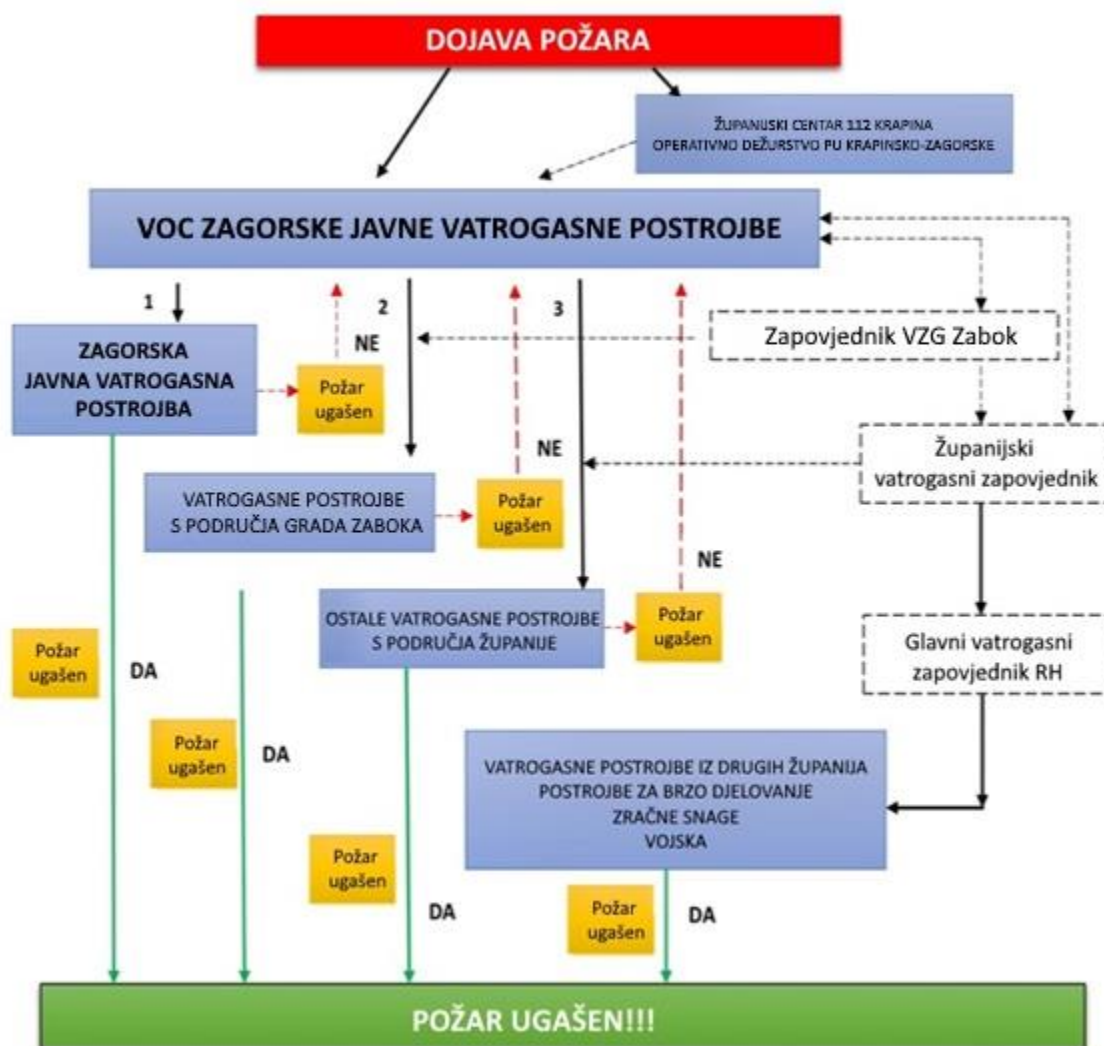 DOJAVA POŽARA
ŽUPANIJSKI CENTAR 112 KRAPINA
OPERATIVNO DEŽURSTVO PU KRAPINSKO-ZAGORSKE
VOC ZAGORSKE JAVNE VATROGASNE POSTROJBE
1
2
3
ZAGORSKA
JAVNA VATROGASNA
POSTROJBA
Požar
ugašen
NE
Zapovjednik VZG Zabok
VATROGASNE POSTROJBE
S PODRUČJA GRADA ZABOKA
Požar
ugašen
NE
Županijski
vatrogasni zapovjednik
OSTALE VATROGASNE POSTROJBE
S PODRUČJA ŽUPANIJE
Požar
ugašen
NE
Glavni vatrogasni
zapovjednik RH
Požar
ugašen
DA
Požar
ugašen
DA
VATROGASNE POSTROJBE IZ DRUGIH ŽUPANIJA
POSTROJBE ZA BRZO DJELOVANJE
ZRAČNE SNAGE
VOJSKA
Požar
ugašen
DA
Požar
ugašen
DA
POŽAR UGAŠEN!!!